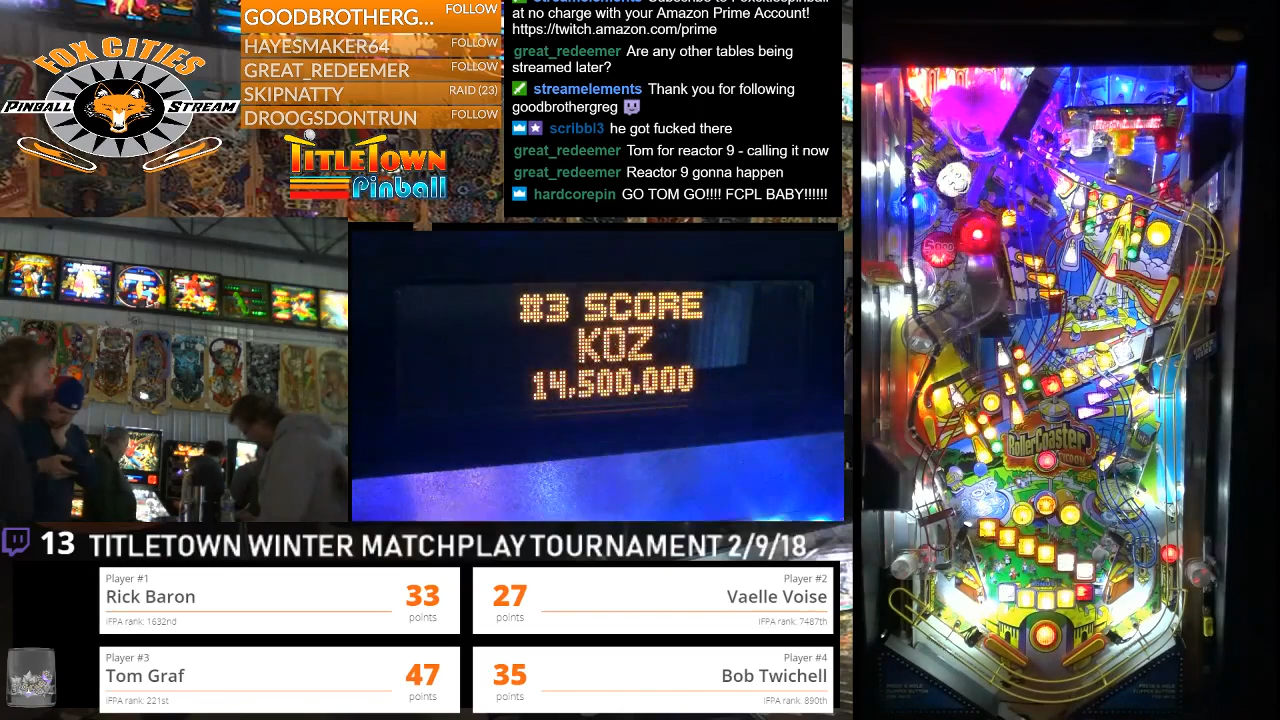 FOX CITIES
PINBALL STREAM
GOODBROTHERG... FOLLOW
HAYESMAKER64 FOLLOW
GREAT_REDEEMER FOLLOW
SKIPNATTY RAID (23)
DROOGSDONTRUN FOLLOW
TITLETOWN
Pinball
at no charge with your Amazon Prime Account!
https://twitch.amazon.com/prime
great_redeemer Are any other tables being
streamed later?
streamelements Thank you for following
goodbrothergreg
scribbl3 he got fucked there
great_redeemer Tom for reactor 9 - calling it now
great_redeemer Reactor 9 gonna happen
hardcorepin GO TOM GO!!!! FCPL BABY!!!!!!
#3 SCORE
KOZ
14,500,000
RollerCoaster
TYCOON
13 TITLETOWN WINTER MATCHPLAY TOURNAMENT 2/9/18
Player #1
Rick Baron
IFPA rank: 1632nd
33
points
27
points
Player #2
Vaelle Voise
IFPA rank: 7487th
Player #3
Tom Graf
IFPA rank: 221st
47
points
35
points
Player #4
Bob Twichell
IFPA rank: 890th